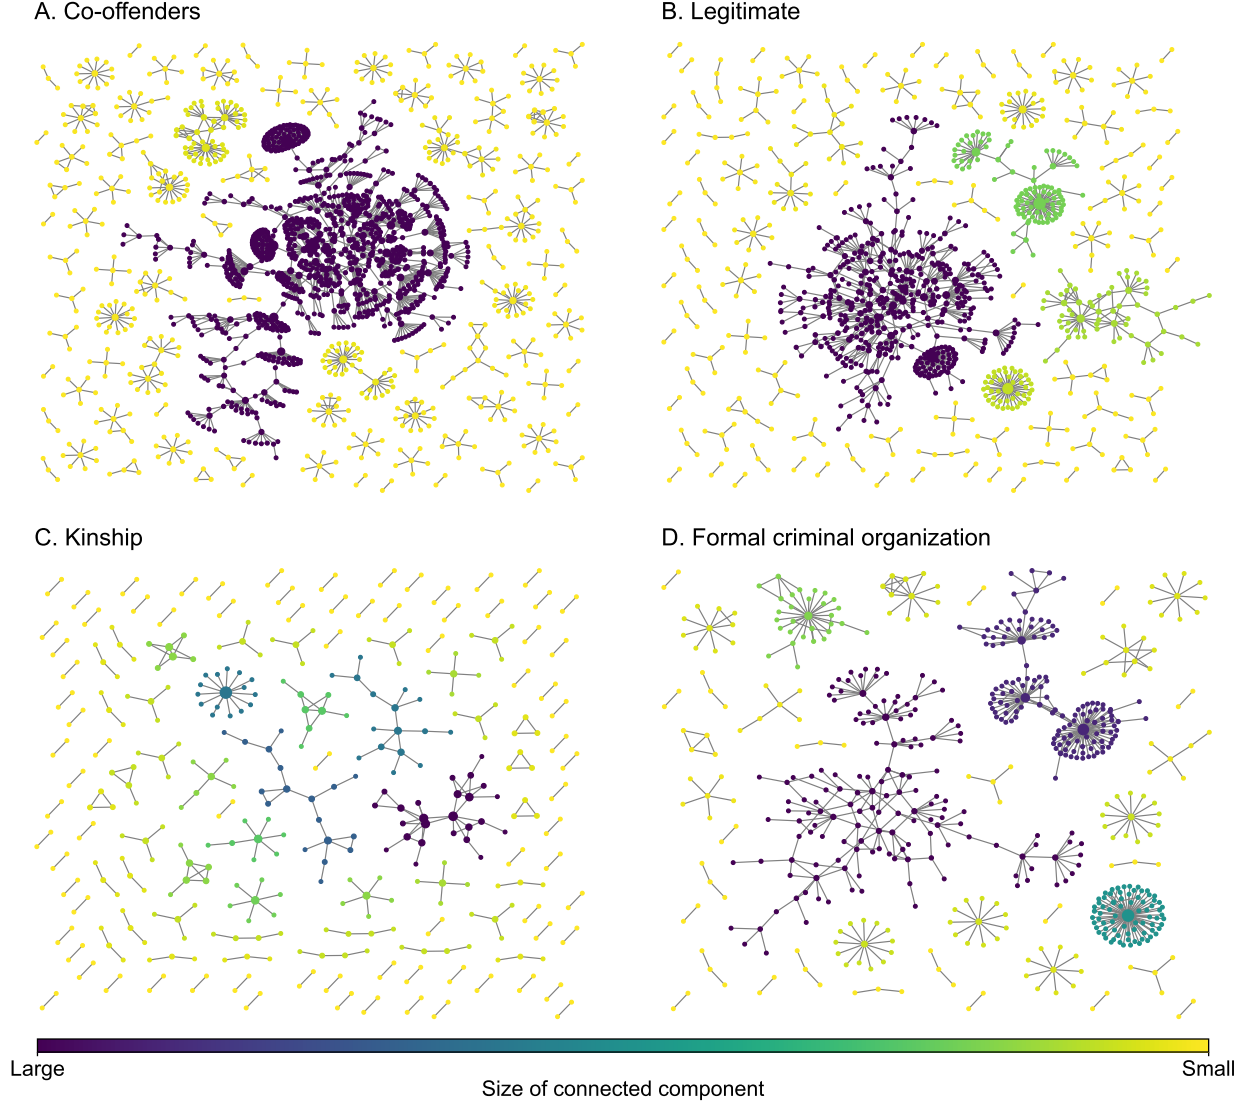 A. Co-offenders
B. Legitimate
C. Kinship
D. Formal criminal organization
Large
Small
Size of connected component